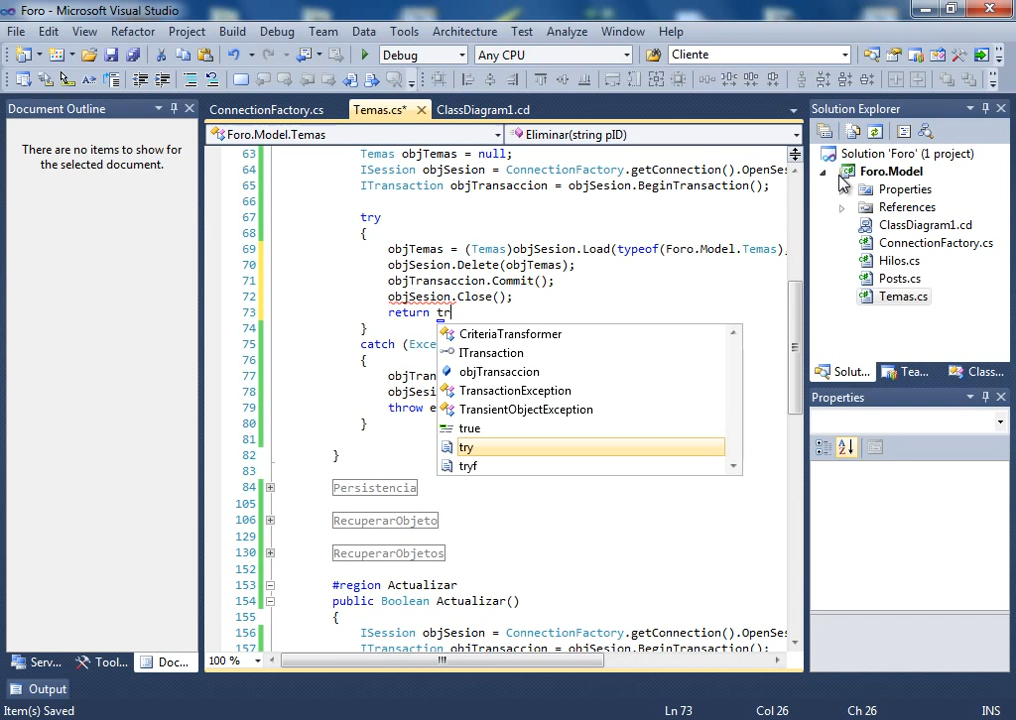 Foro - Microsoft Visual Studio
File Edit View Refactor Project Build Debug Team Data Tools Architecture Test Analyze Window Help
Debug Any CPU Cliente
Document Outline
There are no items to show for
the selected document.
ConnectionFactory.cs Temas.cs* ClassDiagram1.cd
Foro.Model.Temas Eliminar(string pID)
63 Temas objTemas = null;
64 ISession objSesion = ConnectionFactory.getConnection().OpenSes
65 ITransaction objTransaccion = objSesion.BeginTransaction();
66
67 try
68 {
69 objTemas = (Temas)objSesion.Load(typeof(Foro.Model.Temas),
70 objSesion.Delete(objTemas);
71 objTransaccion.Commit();
72 objSesion.Close();
73 return tr
74 }
75 catch (Exce
76 {
77 objTran
78 objSesi
79 throw e
80 }
81
82 }
83
84 Persistencia
105
106 RecuperarObjeto
129
130 RecuperarObjetos
152
153 #region Actualizar
154 public Boolean Actualizar()
155 {
156 ISession objSesion = ConnectionFactory.getConnection().OpenSes
157 ITransaction objTransaccion = objSesion.BeginTransaction();
CriteriaTransformer
ITransaction
objTransaccion
TransactionException
TransientObjectException
true
try
tryf
100 %
Solution Explorer
Solution 'Foro' (1 project)
Foro.Model
Properties
References
ClassDiagram1.cd
ConnectionFactory.cs
Hilos.cs
Posts.cs
Temas.cs
Solut... Tea... Class...
Properties
Serv... Tool... Doc...
Output
Item(s) Saved Ln 73 Col 26 Ch 26 INS